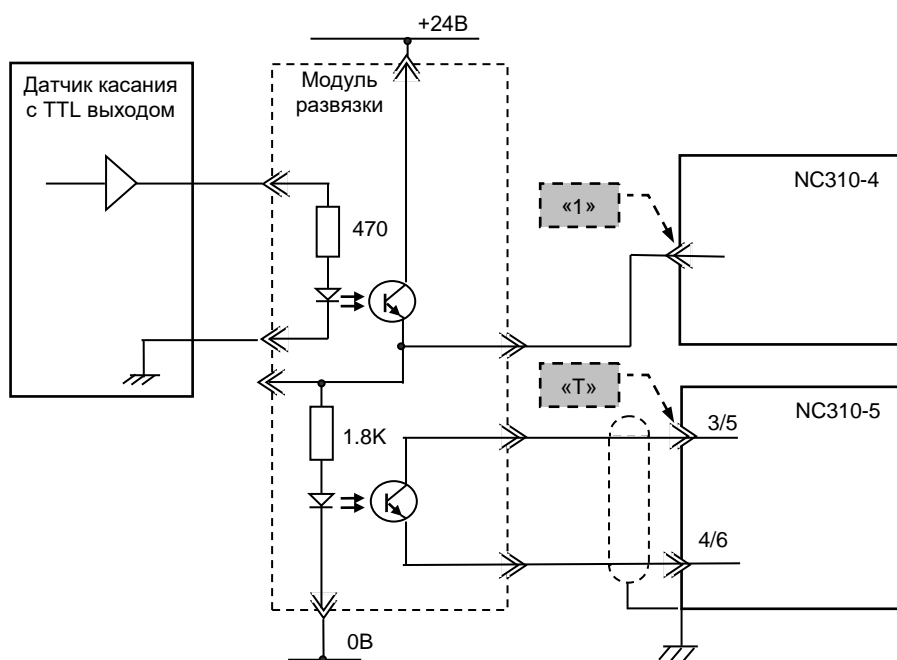 +24В
Датчик касания
с TTL выходом
Модуль
развязки
NC310-4
«1»
470
«Т»
NC310-5
3/5
1.8K
4/6
0В